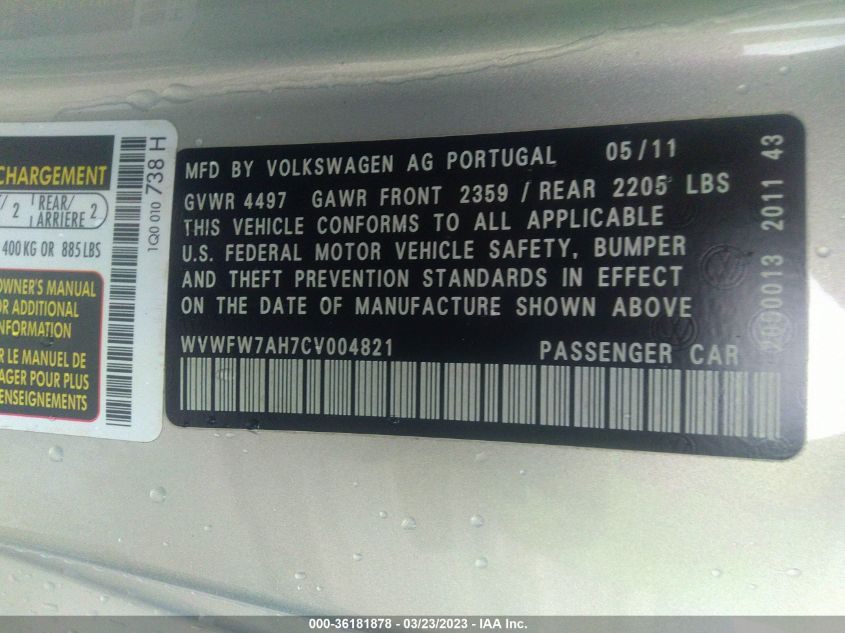 CHARGEMENT
2
REAR/
ARRIERE 2
400 KG OR 885 LBS
OWNER'S MANUAL
OR ADDITIONAL
INFORMATION
LE MANUEL DE
POUR PLUS
1Q0 010 738 H
MFD BY VOLKSWAGEN AG PORTUGAL 05/11
GVWR 4497 GAWR FRONT 2359 / REAR 2205 LBS
THIS VEHICLE CONFORMS TO ALL APPLICABLE
U.S. FEDERAL MOTOR VEHICLE SAFETY, BUMPER
AND THEFT PREVENTION STANDARDS IN EFFECT
ON THE DATE OF MANUFACTURE SHOWN ABOVE
WVWFW7AH7CV004821 PASSENGER CAR
2011 43
000-36181878 - 03/23/2023 - IAA Inc.